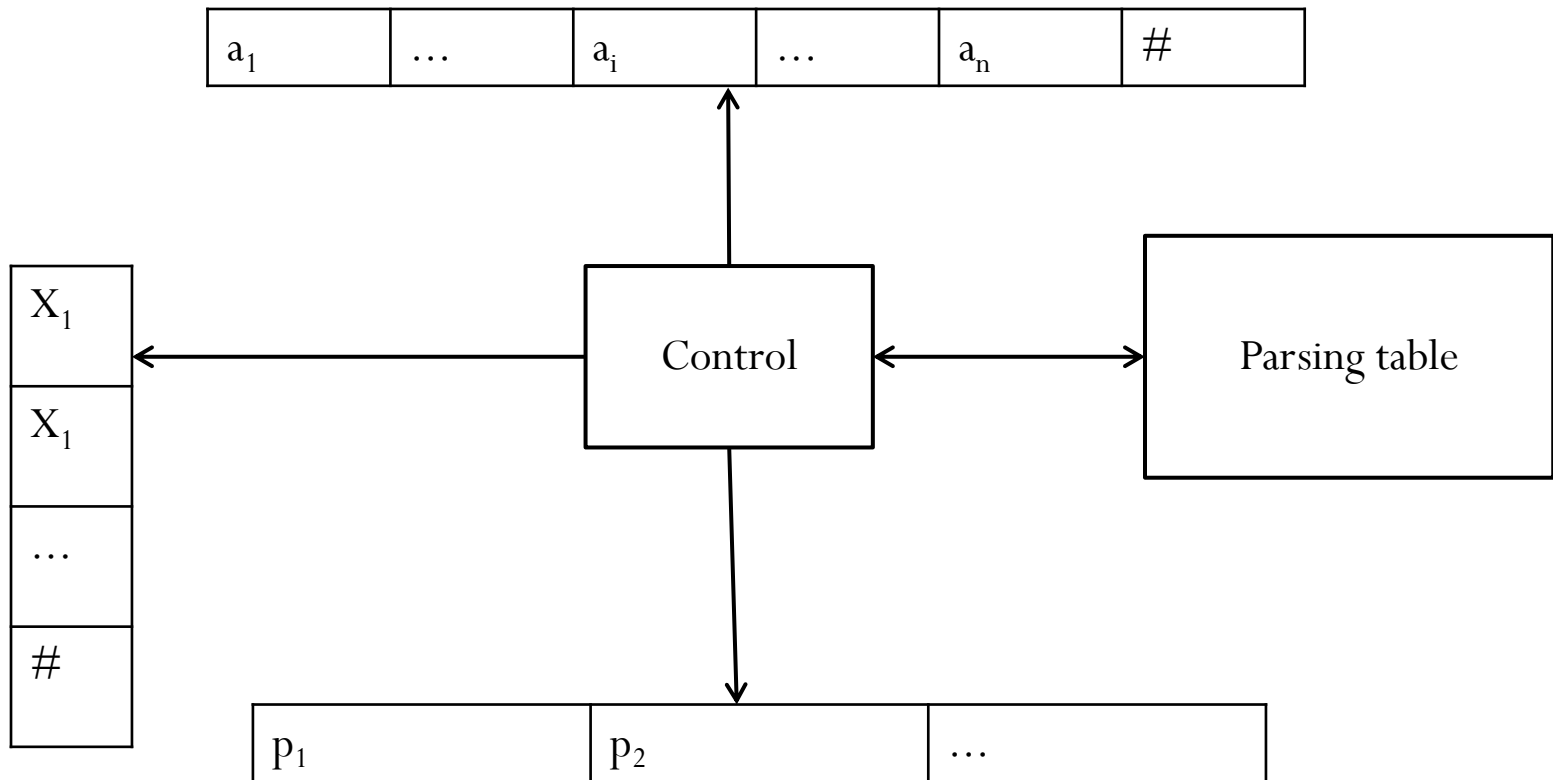 a₁ … aᵢ … aₙ #
X₁
Control
Parsing table
X₁
…
#
p₁ p₂ …